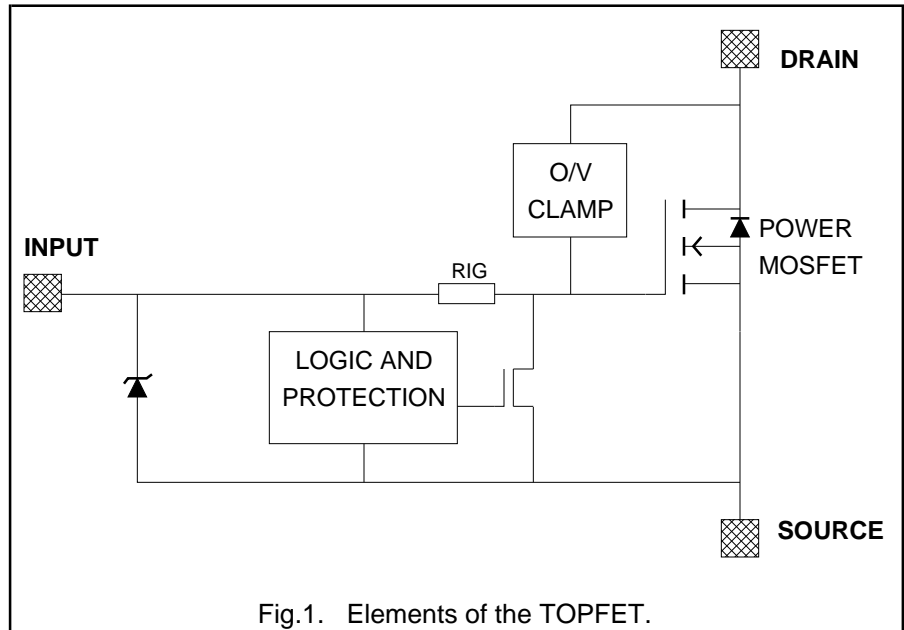 DRAIN
O/V
CLAMP
POWER
MOSFET
INPUT
RIG
LOGIC AND
PROTECTION
SOURCE
Fig.1. Elements of the TOPFET.